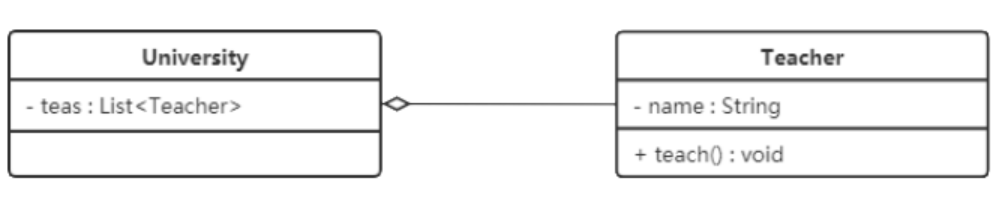 University
- teas : List<Teacher>
Teacher
- name : String
+ teach() : void